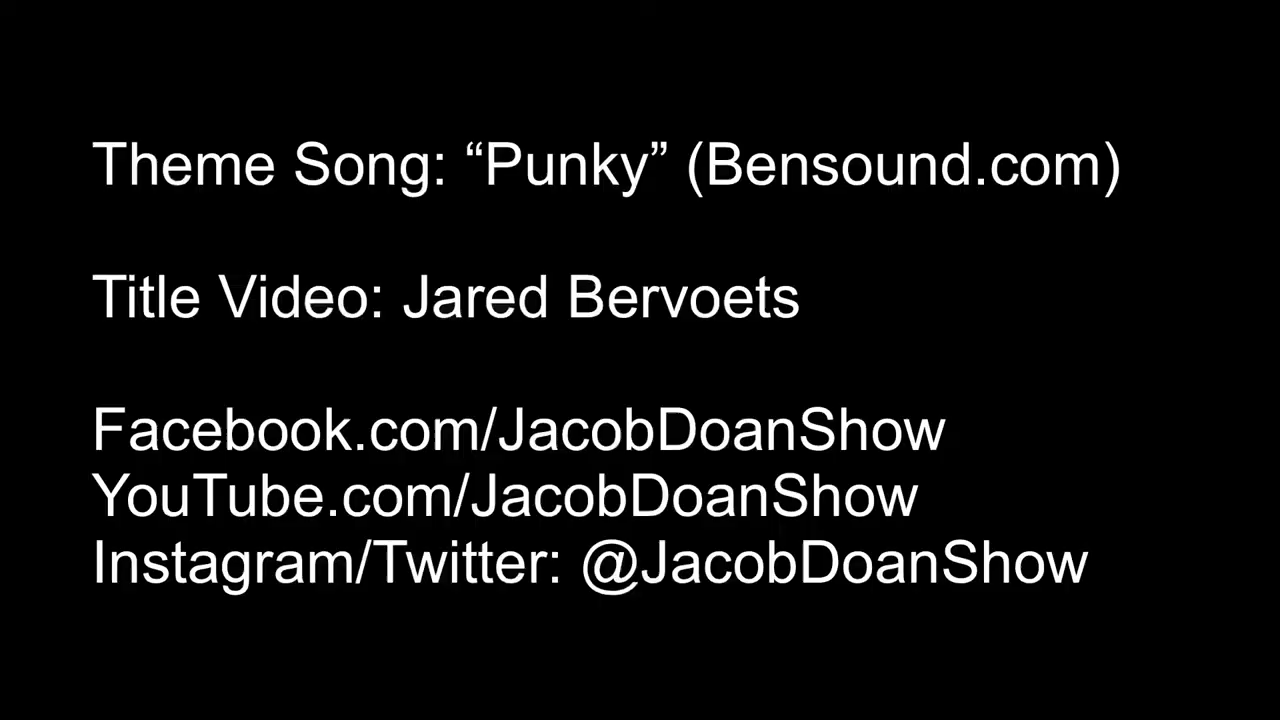 Theme Song: “Punky” (Bensound.com)
Title Video: Jared Bervoets
Facebook.com/JacobDoanShow
YouTube.com/JacobDoanShow
Instagram/Twitter: @JacobDoanShow